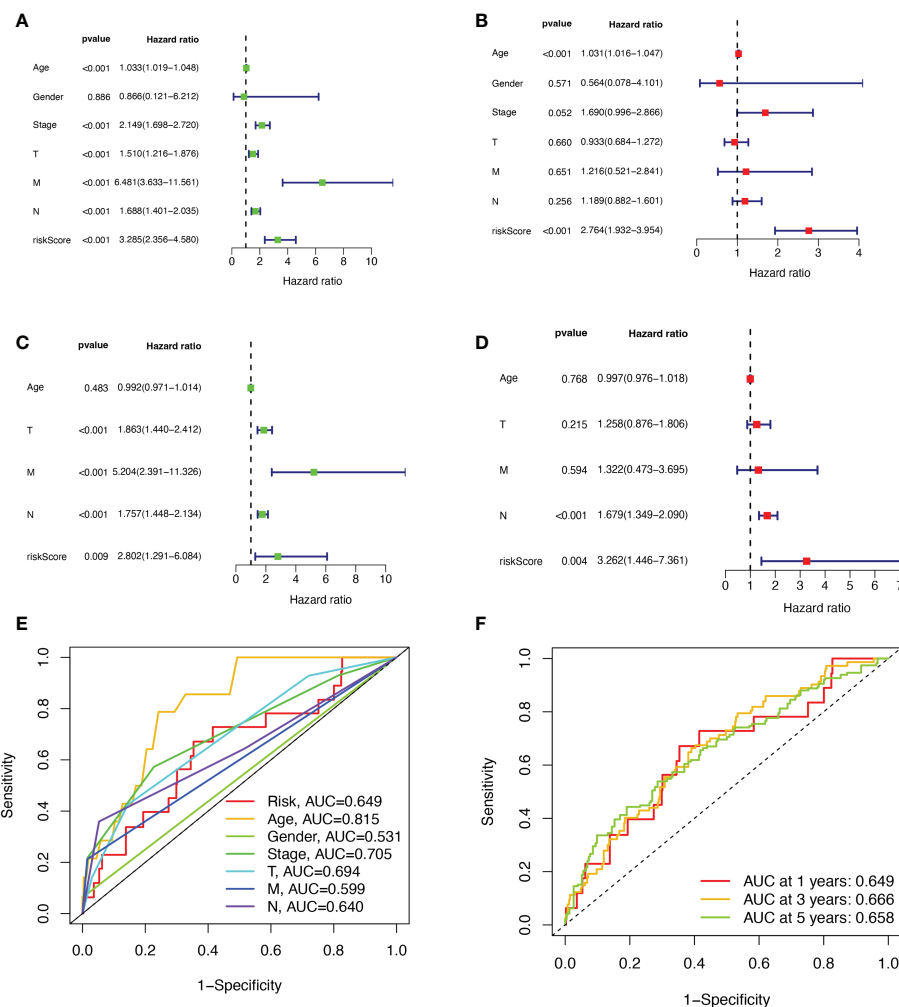 A
pvalue Hazard ratio
Age <0.001 1.033(1.019−1.048)
Gender 0.886 0.866(0.121−6.212)
Stage <0.001 2.149(1.698−2.720)
T <0.001 1.510(1.216−1.876)
M <0.001 6.481(3.633−11.561)
N <0.001 1.688(1.401−2.035)
riskScore <0.001 3.285(2.356−4.580)
0 2 4 6 8 10
Hazard ratio
B
pvalue Hazard ratio
Age <0.001 1.031(1.016−1.047)
Gender 0.571 0.564(0.078−4.101)
Stage 0.052 1.690(0.996−2.866)
T 0.660 0.933(0.684−1.272)
M 0.651 1.216(0.521−2.841)
N 0.256 1.189(0.882−1.601)
riskScore <0.001 2.764(1.932−3.954)
0 1 2 3 4
Hazard ratio
C
pvalue Hazard ratio
Age 0.483 0.992(0.971−1.014)
T <0.001 1.863(1.440−2.412)
M <0.001 5.204(2.391−11.326)
N <0.001 1.757(1.448−2.134)
riskScore 0.009 2.802(1.291−6.084)
0 2 4 6 8 10
Hazard ratio
D
pvalue Hazard ratio
Age 0.768 0.997(0.976−1.018)
T 0.215 1.258(0.876−1.806)
M 0.594 1.322(0.473−3.695)
N <0.001 1.679(1.349−2.090)
riskScore 0.004 3.262(1.446−7.361)
0 1 2 3 4 5 6
Hazard ratio
E
Sensitivity
1.0
0.8
0.6
0.4
0.2
0.0
Risk, AUC=0.649
Age, AUC=0.815
Gender, AUC=0.531
Stage, AUC=0.705
T, AUC=0.694
M, AUC=0.599
N, AUC=0.640
0.0 0.2 0.4 0.6 0.8 1.0
1−Specificity
F
Sensitivity
1.0
0.8
0.6
0.4
0.2
0.0
AUC at 1 years: 0.649
AUC at 3 years: 0.666
AUC at 5 years: 0.658
0.0 0.2 0.4 0.6 0.8 1.0
1−Specificity